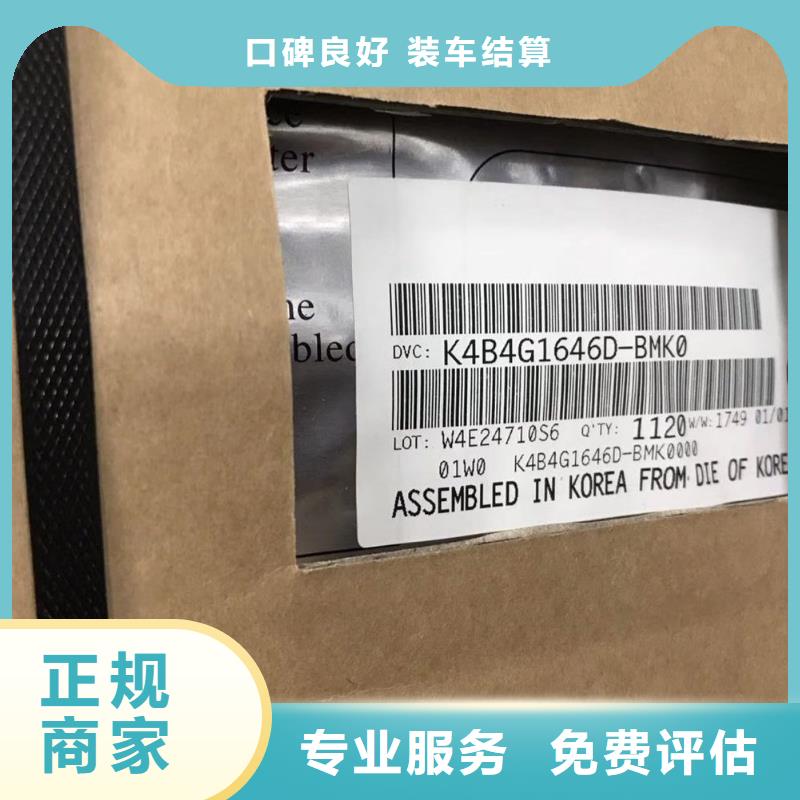 口碑良好 装车结算
ter
DVC: K4B4G1646D-BMK0
LOT: W4E24710S6 Q'TY: 1120 W/W: 1749 01/01
01W0 K4B4G1646D-BMK0000
ASSEMBLED IN KOREA FROM DIE OF KORE
正规
商家
专业服务 免费评估